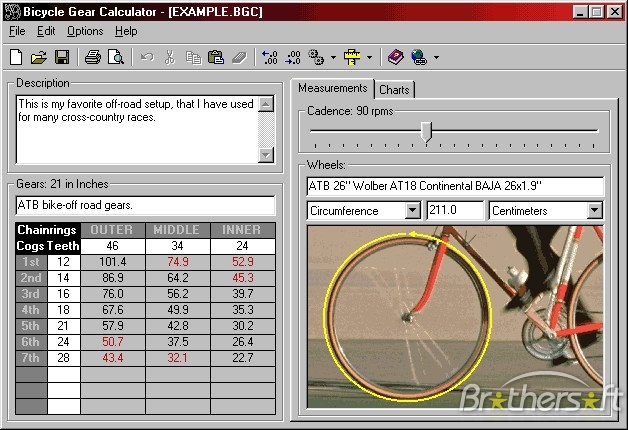 Bicycle Gear Calculator - [EXAMPLE.BGC]
File Edit Options Help
Description
This is my favorite off-road setup, that I have used
for many cross-country races.
Gears: 21 in Inches
ATB bike-off road gears.
Chainrings OUTER MIDDLE INNER
Cogs Teeth 46 34 24
1st 12 101.4 74.9 52.9
2nd 14 86.9 64.2 45.3
3rd 16 76.0 56.2 39.7
4th 18 67.6 49.9 35.3
5th 21 57.9 42.8 30.2
6th 24 50.7 37.5 26.4
7th 28 43.4 32.1 22.7
Measurements Charts
Cadence: 90 rpms
Wheels:
ATB 26" Wolber AT18 Continental BAJA 26x1.9"
Circumference 211.0 Centimeters
Brothersoft